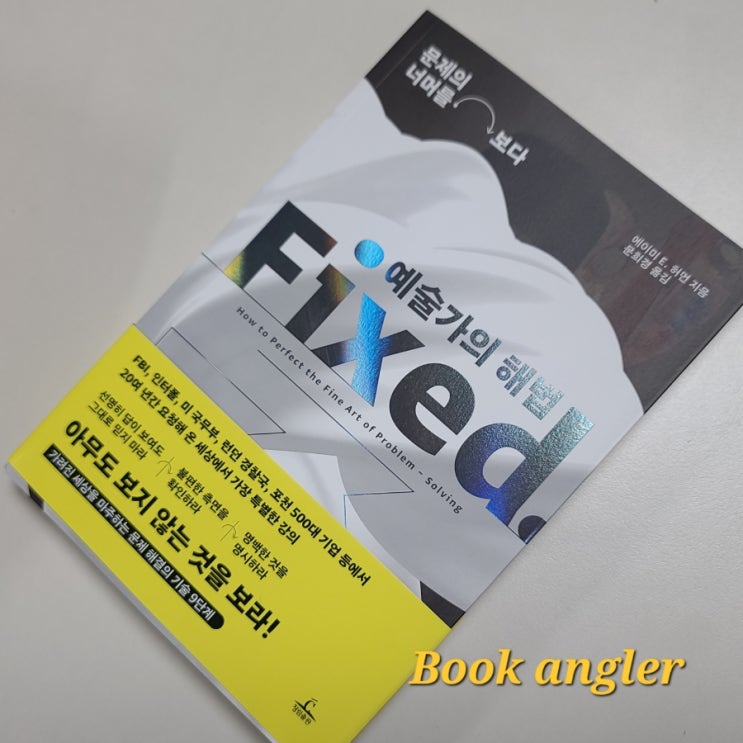 문제의
너머를
보다
에이미 E. 허먼 지음
문희경 옮김
예술가의 해법
Fixed.
How to Perfect the Fine Art of Problem – Solving
FBI, 인터폴, 미 국무부, 런던 경찰국, 포천 500대 기업 등에서
20여 년간 요청해 온 세상에서 가장 특별한 강의
선명히 답이 보여도
그대로 믿지 마라
불편한 측면을
확인하라
명백한 것을
명시하라
아무도 보지 않는 것을 보라!
가려진 세상을 마주하는 문제 해결의 기술 9단계
청림출판
Book angler